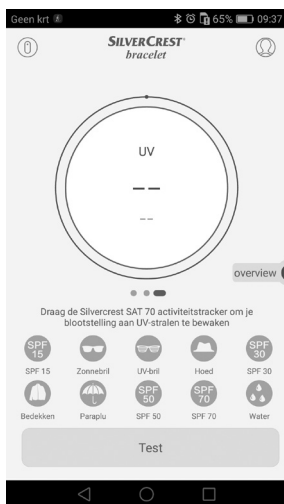 Geen krt 65% 09:37
SILVERCREST®
bracelet
UV
--
--
overview
Draag de Silvercrest SAT 70 activiteitstracker om je
blootstelling aan UV-stralen te bewaken
SPF 15 SPF 30
SPF 15 Zonnebril UV-bril Hoed SPF 30
SPF 50 SPF 70
Bedekken Paraplu SPF 50 SPF 70 Water
Test